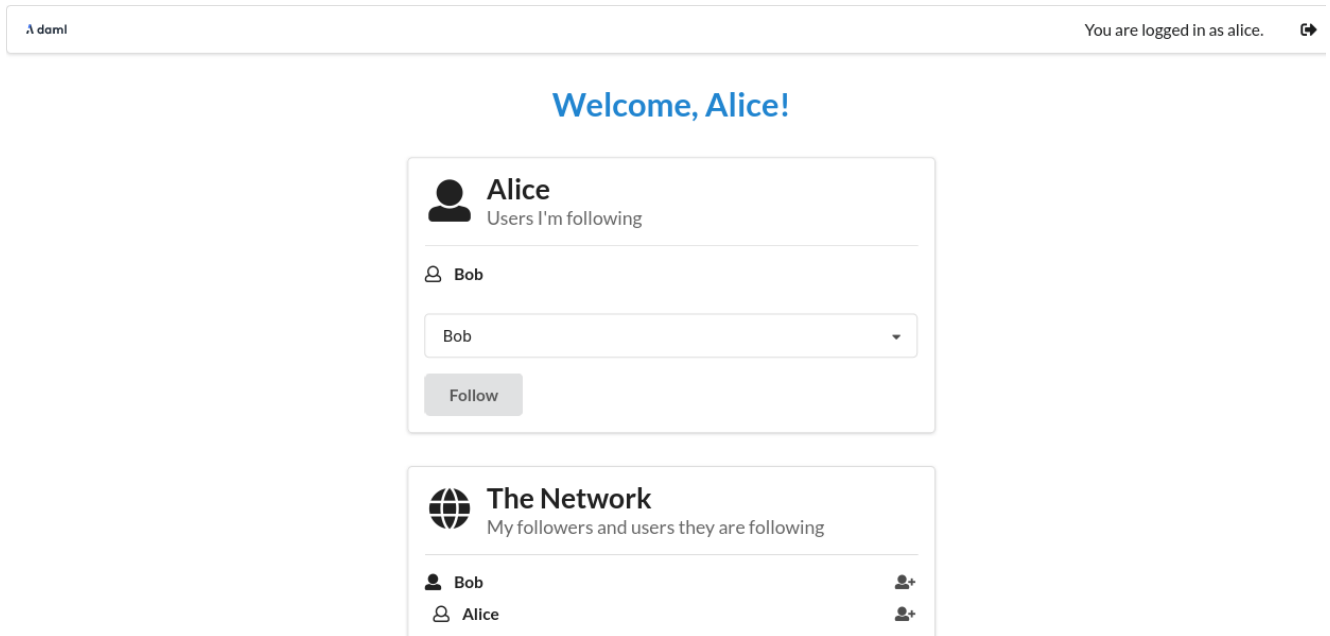 daml
You are logged in as alice.
Welcome, Alice!
Alice
Users I'm following
Bob
Bob
Follow
The Network
My followers and users they are following
Bob
Alice